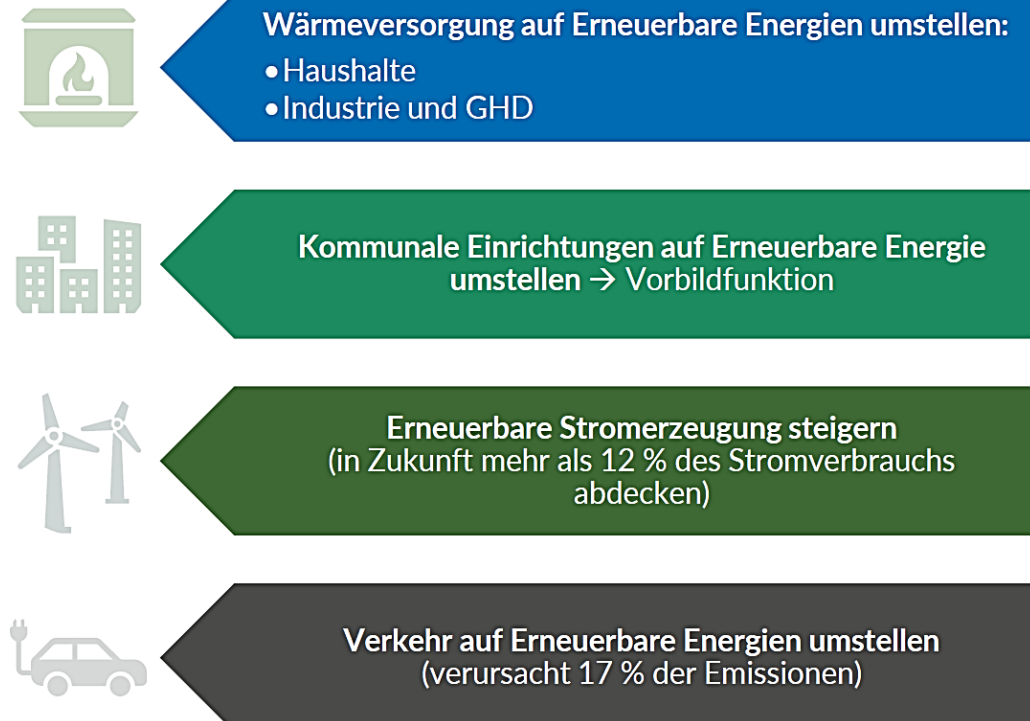 Wärmeversorgung auf Erneuerbare Energien umstellen:
•Haushalte
•Industrie und GHD
Kommunale Einrichtungen auf Erneuerbare Energie
umstellen → Vorbildfunktion
Erneuerbare Stromerzeugung steigern
(in Zukunft mehr als 12 % des Stromverbrauchs
abdecken)
Verkehr auf Erneuerbare Energien umstellen
(verursacht 17 % der Emissionen)